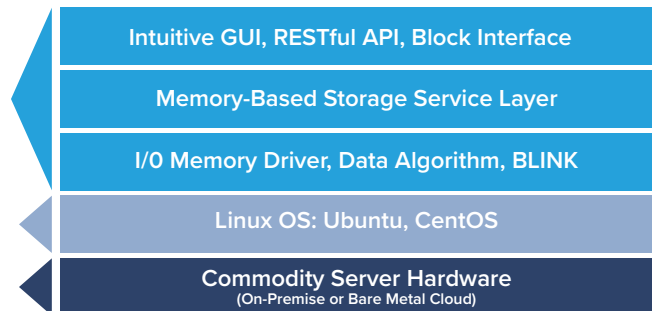 Intuitive GUI, RESTful API, Block Interface
Memory-Based Storage Service Layer
I/0 Memory Driver, Data Algorithm, BLINK
Linux OS: Ubuntu, CentOS
Commodity Server Hardware
(On-Premise or Bare Metal Cloud)